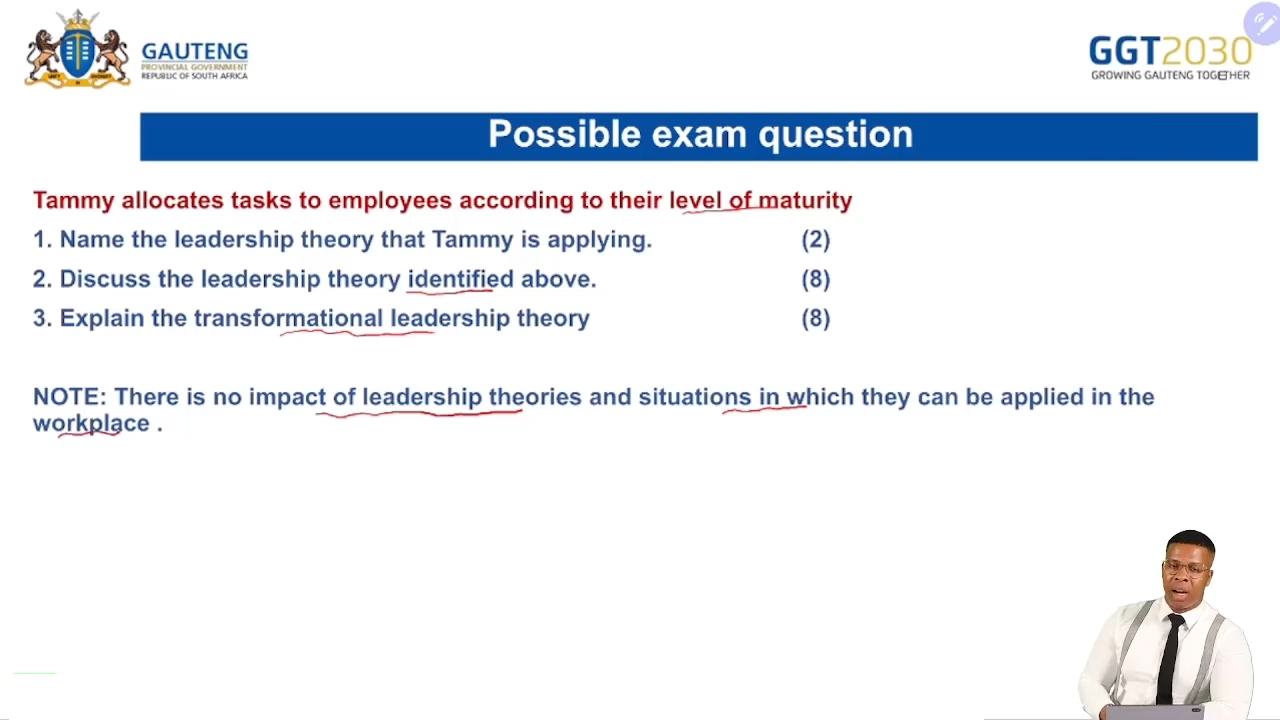 GAUTENG
PROVINCIAL GOVERNMENT
REPUBLIC OF SOUTH AFRICA
GGT2030
GROWING GAUTENG TOGETHER
Possible exam question
Tammy allocates tasks to employees according to their level of maturity
1. Name the leadership theory that Tammy is applying. (2)
2. Discuss the leadership theory identified above. (8)
3. Explain the transformational leadership theory (8)
NOTE: There is no impact of leadership theories and situations in which they can be applied in the
workplace .